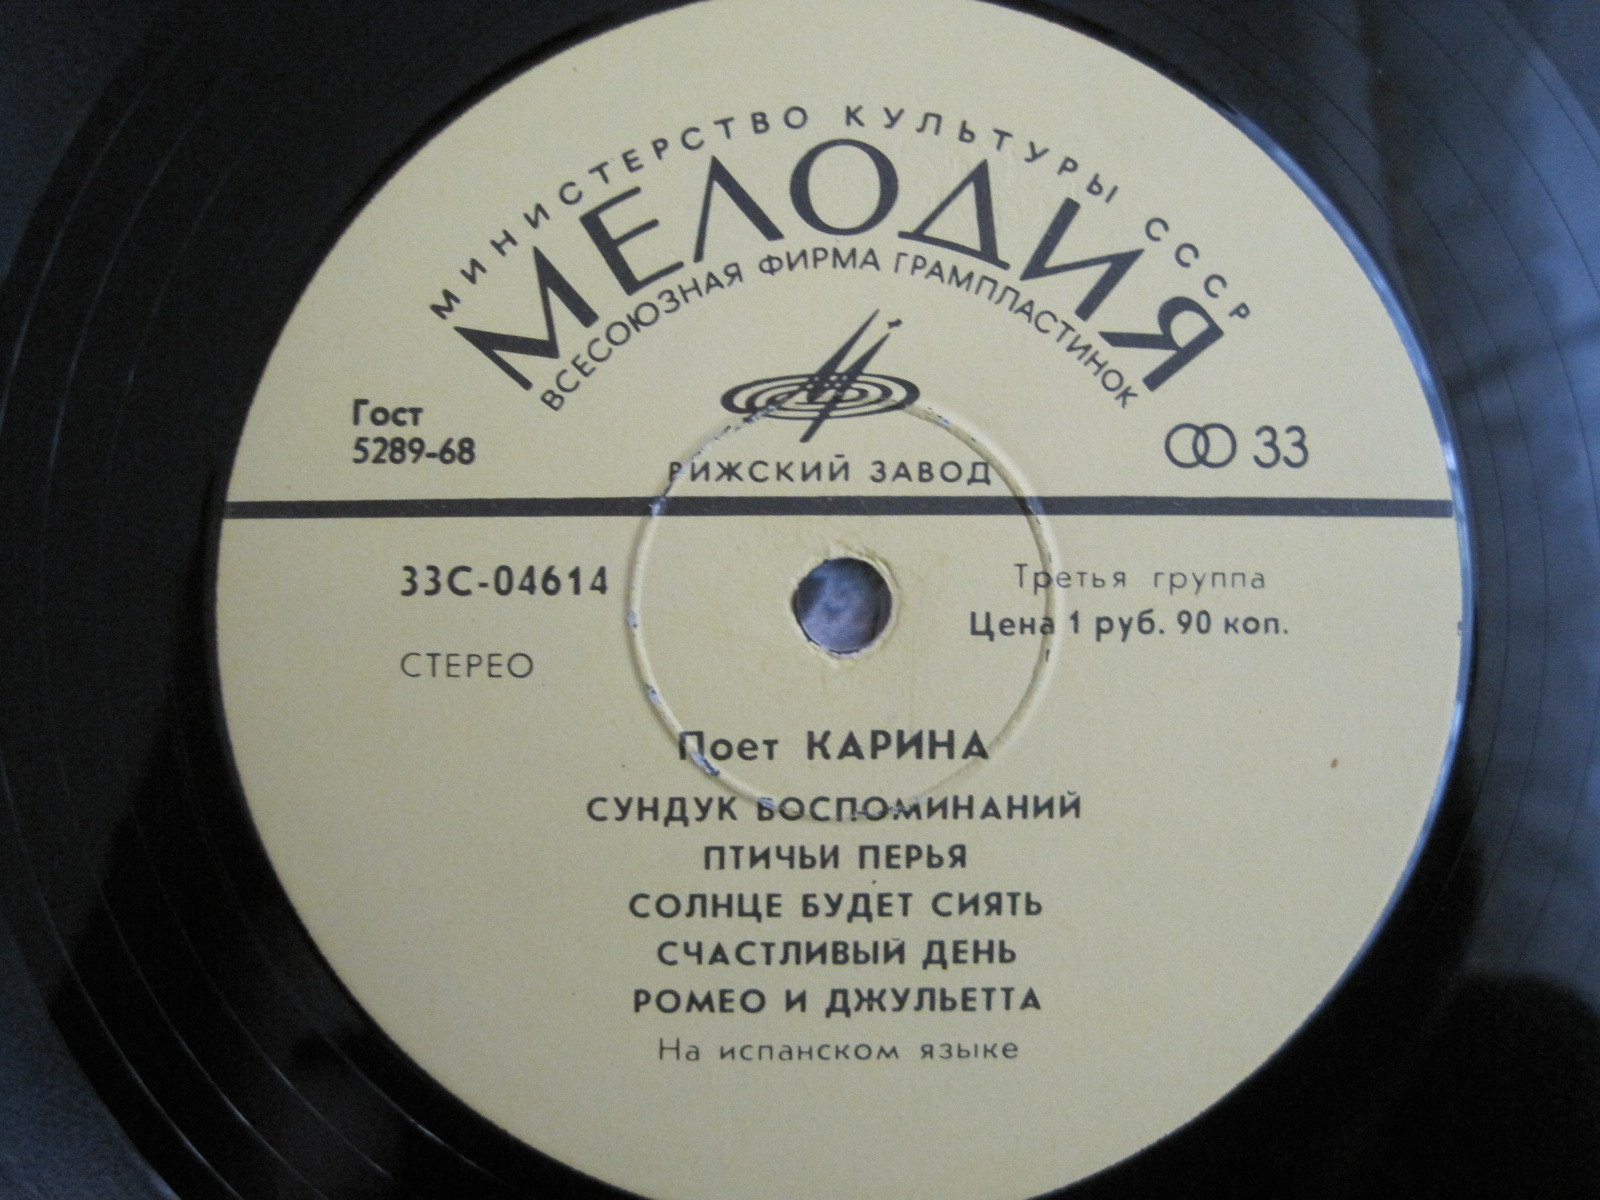 МИНИСТЕРСТВО КУЛЬТУРЫ СССР
МЕЛОДИЯ
ВСЕСОЮЗНАЯ ФИРМА ГРАМПЛАСТИНОК
Гост
5289-68
33
РИЖСКИЙ ЗАВОД
33С-04614
Третья группа
Цена 1 руб. 90 коп.
СТЕРЕО
Поет КАРИНА
СУНДУК ВОСПОМИНАНИЙ
ПТИЧЬИ ПЕРЬЯ
СОЛНЦЕ БУДЕТ СИЯТЬ
СЧАСТЛИВЫЙ ДЕНЬ
РОМЕО И ДЖУЛЬЕТТА
На испанском языке